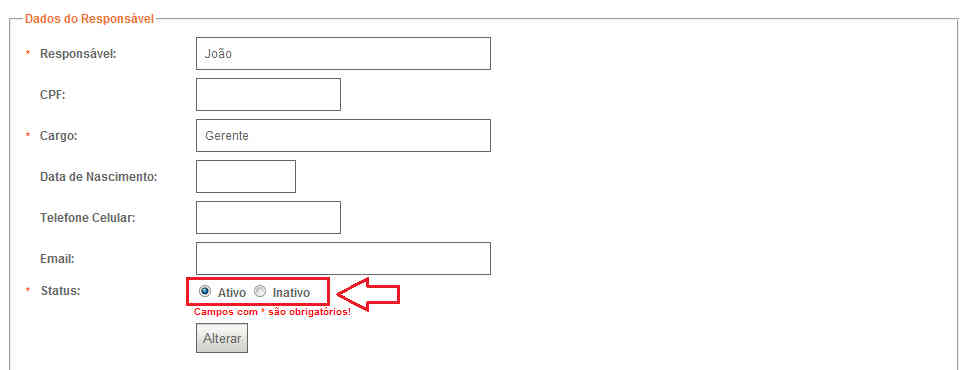 Dados do Responsável
* Responsável: João
CPF:
* Cargo: Gerente
Data de Nascimento:
Telefone Celular:
Email:
* Status: Ativo Inativo
Campos com * são obrigatórios!
Alterar